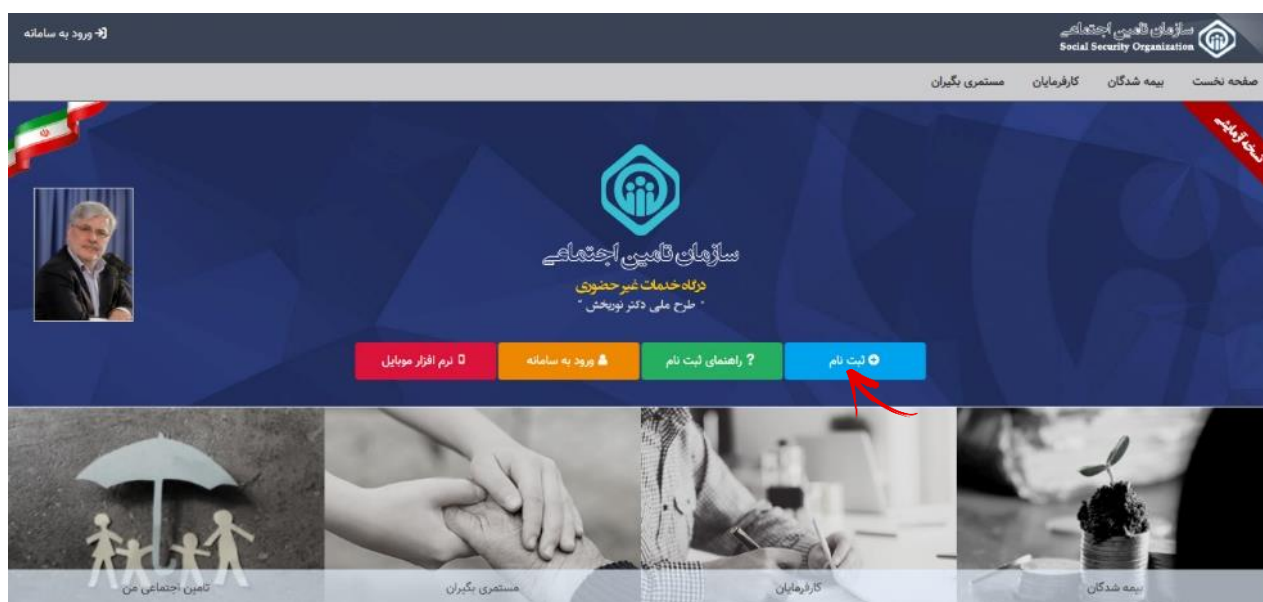 سازمان تامین اجتماعی
Social Security Organization
ورود به سامانه
صفحه نخست بیمه شدگان کارفرمایان مستمری بگیران
نسخه آزمایشی
سازمان تامین اجتماعی
درگاه خدمات غیر حضوری
" طرح ملی دکتر نوربخش "
ثبت نام
? راهنمای ثبت نام
ورود به سامانه
نرم افزار موبایل
بیمه شدگان
کارفرمایان
مستمری بگیران
تامین اجتماعی من